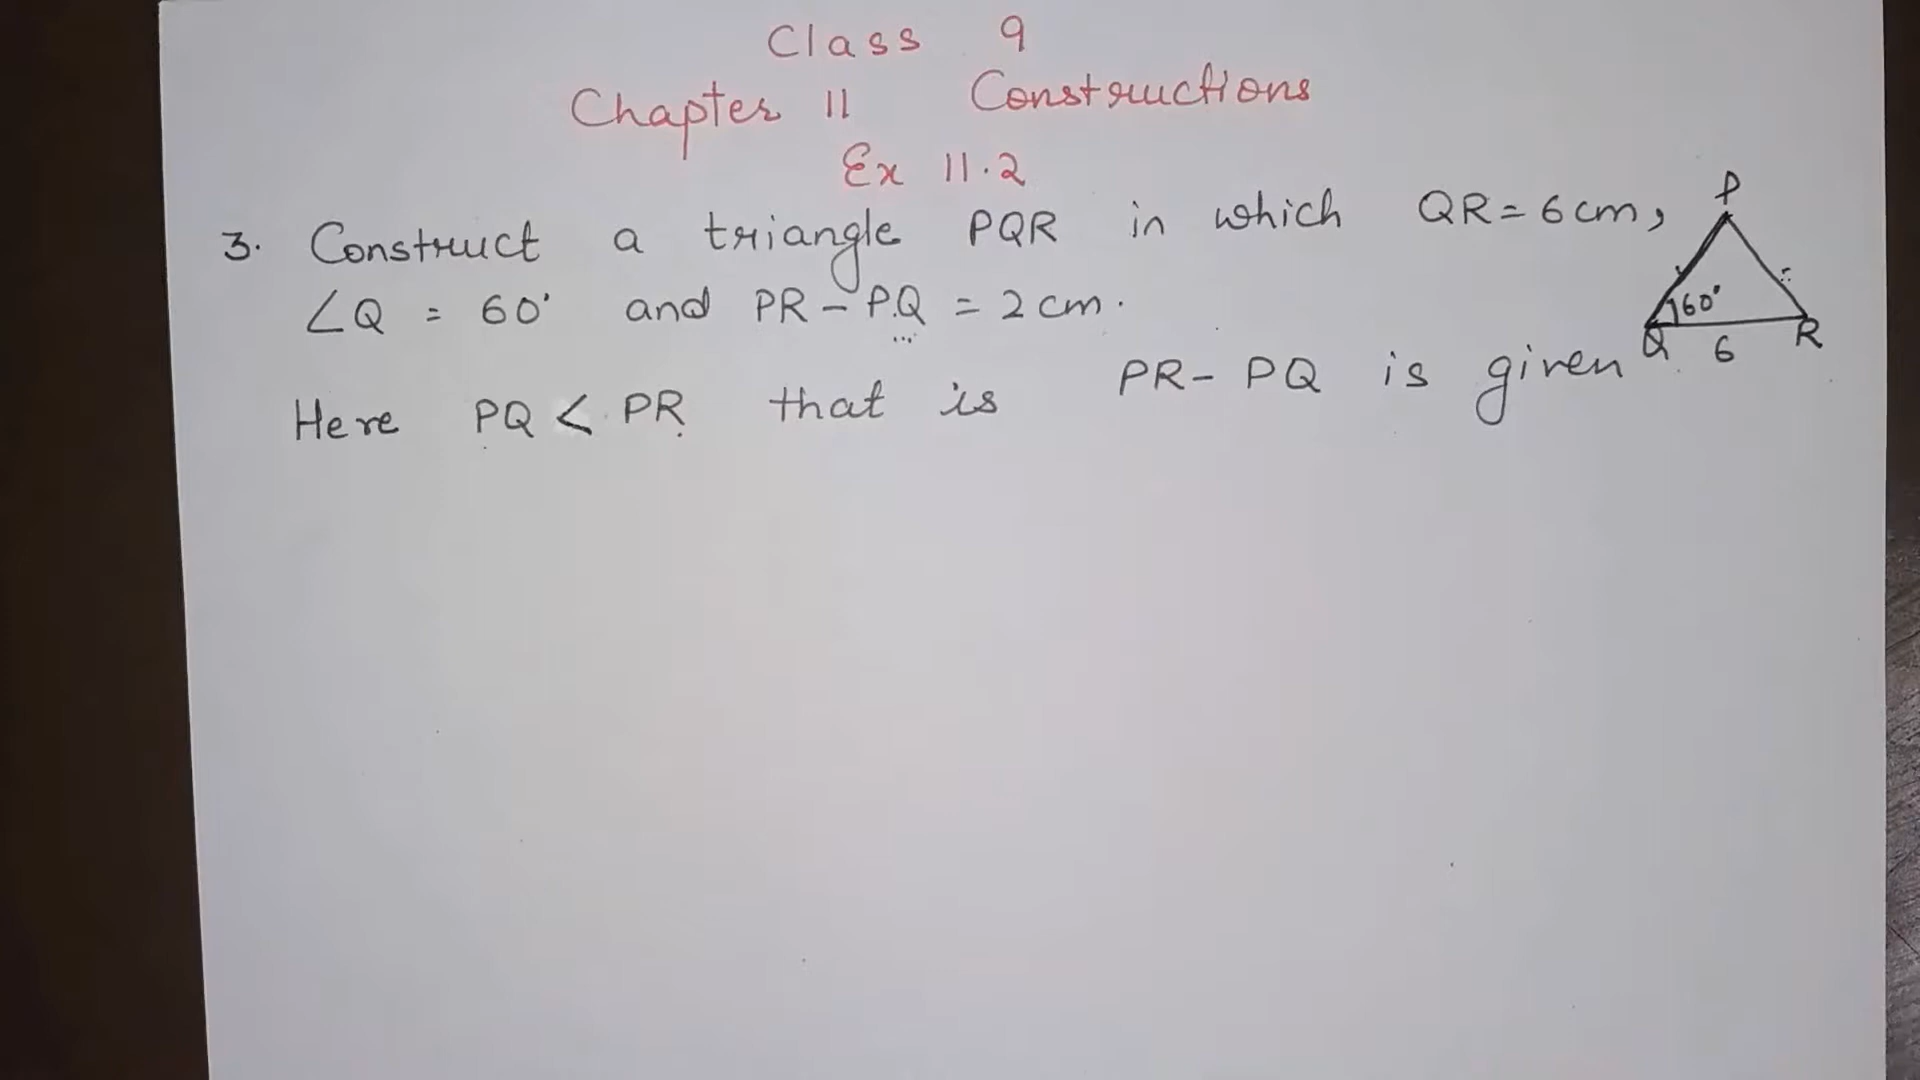 Class 9
Chapter 11 Constructions
Ex 11.2
3. Construct a triangle PQR in which QR = 6 cm,
∠Q = 60° and PR - PQ = 2 cm.
Here PQ < PR that is PR - PQ is given
P
60°
Q 6 R